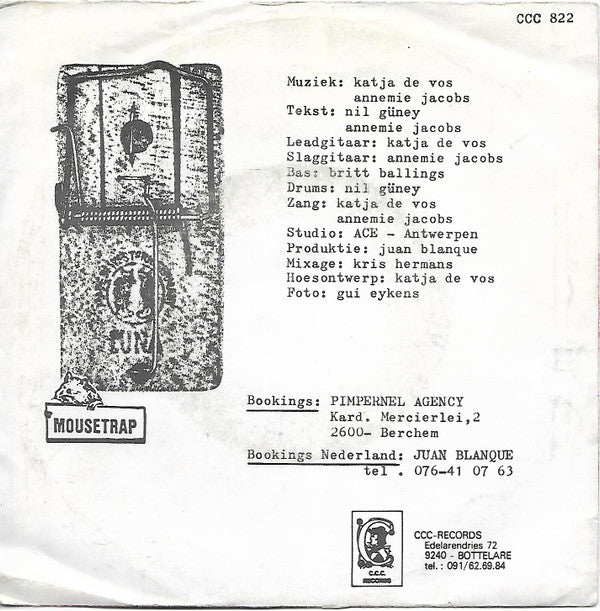 CCC 822
Muziek: katja de vos
annemie jacobs
Tekst: nil güney
annemie jacobs
Leadgitaar: katja de vos
Slaggitaar: annemie jacobs
Bas: britt ballings
Drums: nil güney
Zang: katja de vos
annemie jacobs
Studio: ACE - Antwerpen
Produktie: juan blanque
Mixage: kris hermans
Hoesontwerp: katja de vos
Foto: gui eykens
LUNA
MOUSETRAP
Bookings: PIMPERNEL AGENCY
Kard. Mercierlei,2
2600- Berchem
Bookings Nederland: JUAN BLANQUE
tel . 076-41 07 63
C.C.C.
RECORDS
CCC-RECORDS
Edelarendries 72
9240 - BOTTELARE
tel.: 091/62.69.84